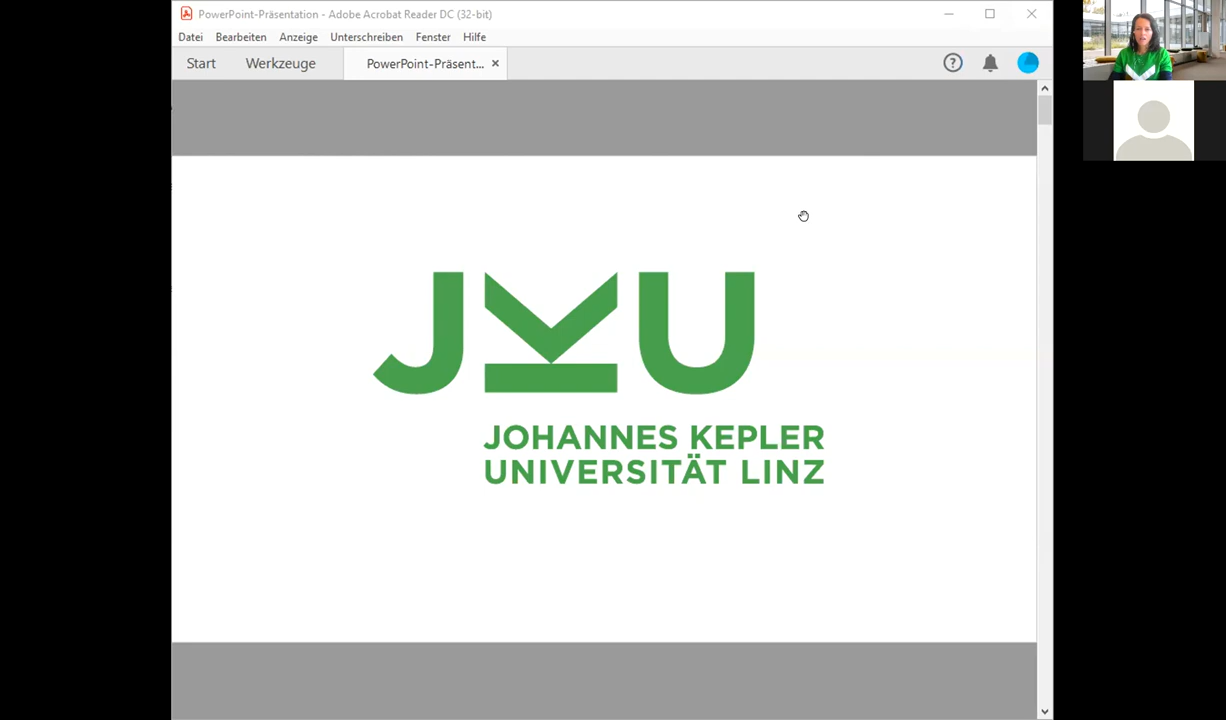 PowerPoint-Präsentation - Adobe Acrobat Reader DC (32-bit)
Datei Bearbeiten Anzeige Unterschreiben Fenster Hilfe
Start Werkzeuge PowerPoint-Präsent... ×
JKU
JOHANNES KEPLER
UNIVERSITÄT LINZ